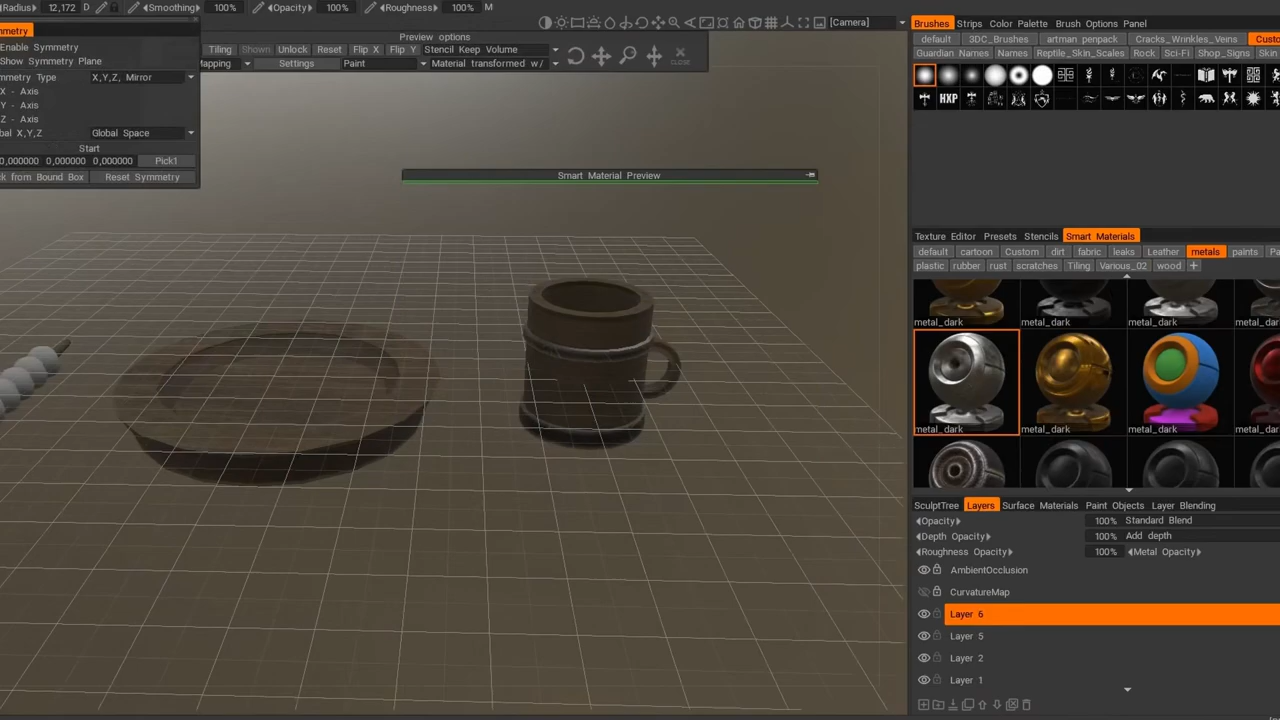 Radius 12,172 D Smoothing 100% Opacity 100% Roughness 100% M
mmetry
Enable Symmetry
Show Symmetry Plane
mmetry Type X,Y,Z, Mirror
X - Axis
Y - Axis
Z - Axis
bal X,Y,Z Global Space
Start
0,000000 0,000000 0,000000 Pick1
ck from Bound Box Reset Symmetry
Preview options
Tiling Shown Unlock Reset Flip X Flip Y Stencil Keep Volume
Mapping Settings Paint Material transformed w/
CLOSE
[Camera]
Smart Material Preview
Brushes Strips Color Palette Brush Options Panel
default 3DC_Brushes artman penpack Cracks_Wrinkles_Veins Custo
Guardian Names Names Reptile_Skin_Scales Rock Sci-Fi Shop_Signs Skin
HXP
Texture Editor Presets Stencils Smart Materials
default cartoon Custom dirt fabric leaks Leather metals paints Pa
plastic rubber rust scratches Tiling Various_02 wood +
metal_dark metal_dark metal_dark metal_dark
metal_dark metal_dark metal_dark metal_dark
SculptTree Layers Surface Materials Paint Objects Layer Blending
Opacity 100% Standard Blend
Depth Opacity 100% Add depth
Roughness Opacity 100% Metal Opacity
AmbientOcclusion
CurvatureMap
Layer 6
Layer 5
Layer 2
Layer 1